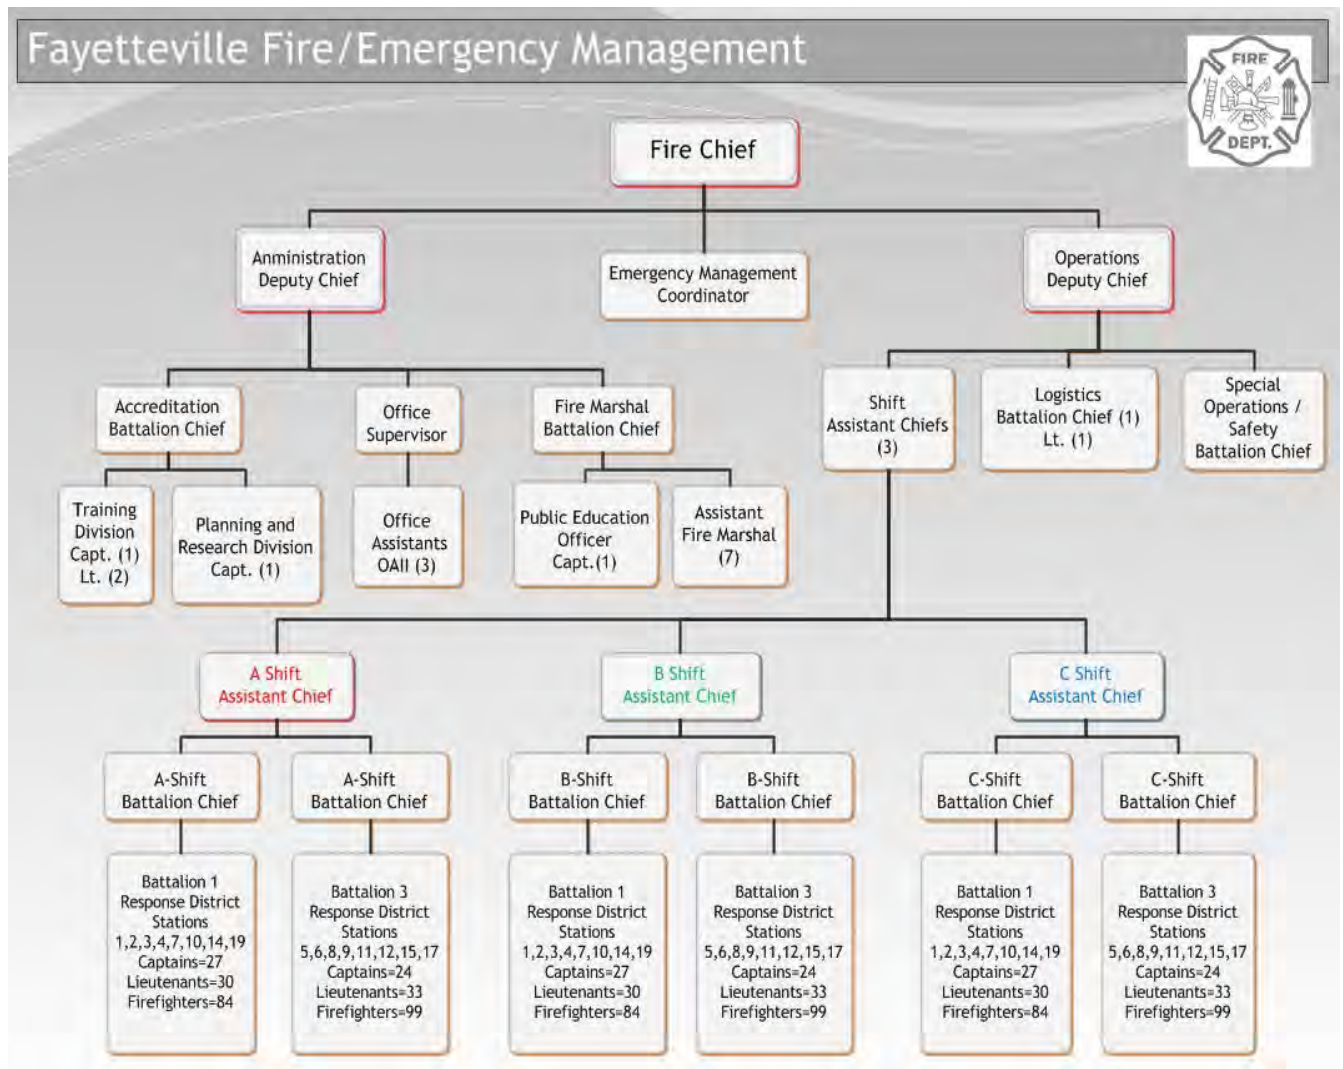 Fayetteville Fire/Emergency Management
FIRE
DEPT.
Fire Chief
Anministration
Deputy Chief
Emergency Management
Coordinator
Operations
Deputy Chief
Accreditation
Battalion Chief
Office
Supervisor
Fire Marshal
Battalion Chief
Shift
Assistant Chiefs
(3)
Logistics
Battalion Chief (1)
Lt. (1)
Special
Operations /
Safety
Battalion Chief
Training
Division
Capt. (1)
Lt. (2)
Planning and
Research Division
Capt. (1)
Office
Assistants
OAII (3)
Public Education
Officer
Capt.(1)
Assistant
Fire Marshal
(7)
A Shift
Assistant Chief
B Shift
Assistant Chief
C Shift
Assistant Chief
A-Shift
Battalion Chief
A-Shift
Battalion Chief
B-Shift
Battalion Chief
B-Shift
Battalion Chief
C-Shift
Battalion Chief
C-Shift
Battalion Chief
Battalion 1
Response District
Stations
1,2,3,4,7,10,14,19
Captains=27
Lieutenants=30
Firefighters=84
Battalion 3
Response District
Stations
5,6,8,9,11,12,15,17
Captains=24
Lieutenants=33
Firefighters=99
Battalion 1
Response District
Stations
1,2,3,4,7,10,14,19
Captains=27
Lieutenants=30
Firefighters=84
Battalion 3
Response District
Stations
5,6,8,9,11,12,15,17
Captains=24
Lieutenants=33
Firefighters=99
Battalion 1
Response District
Stations
1,2,3,4,7,10,14,19
Captains=27
Lieutenants=30
Firefighters=84
Battalion 3
Response District
Stations
5,6,8,9,11,12,15,17
Captains=24
Lieutenants=33
Firefighters=99